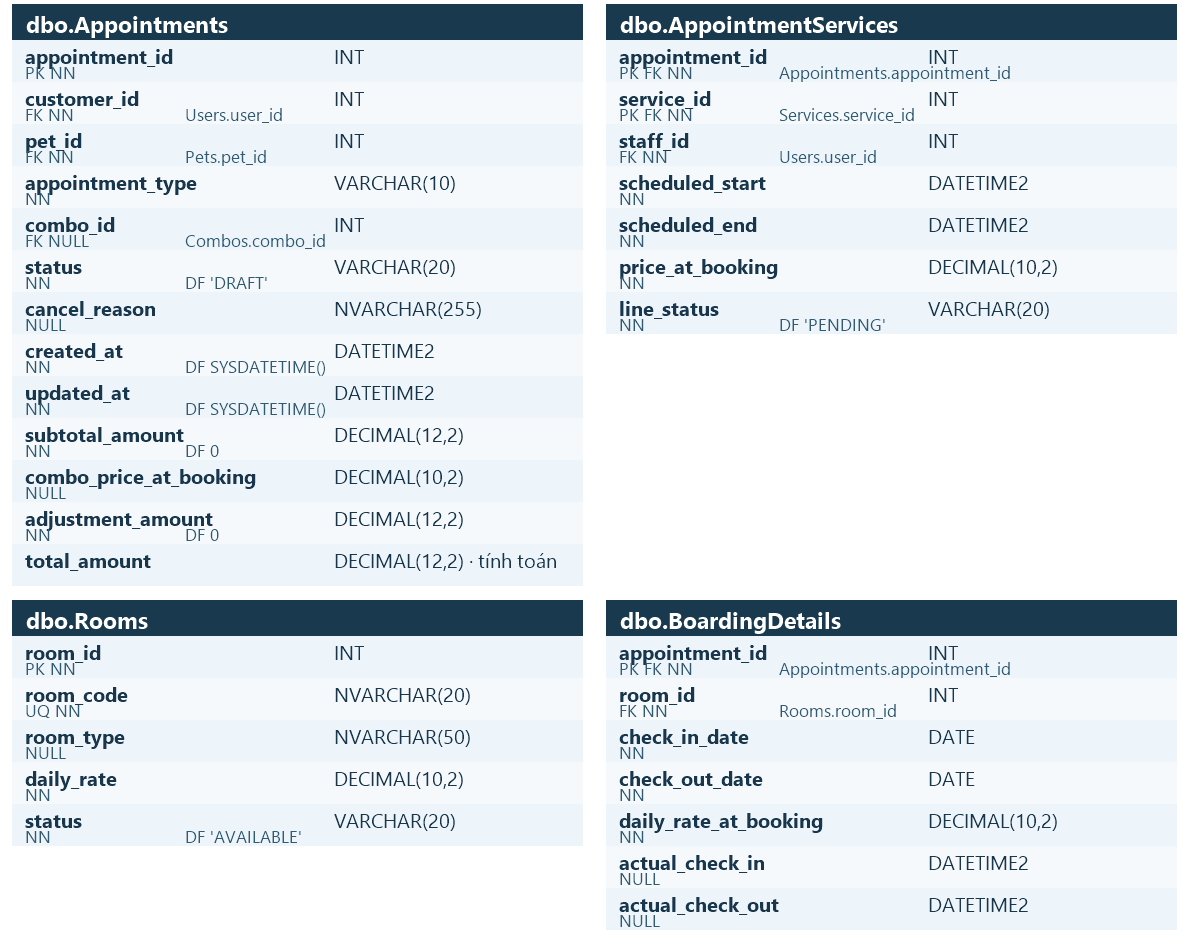 dbo.Appointments
appointment_id INT
PK NN
customer_id INT
FK NN Users.user_id
pet_id INT
FK NN Pets.pet_id
appointment_type VARCHAR(10)
NN
combo_id INT
FK NULL Combos.combo_id
status VARCHAR(20)
NN DF 'DRAFT'
cancel_reason NVARCHAR(255)
NULL
created_at DATETIME2
NN DF SYSDATETIME()
updated_at DATETIME2
NN DF SYSDATETIME()
subtotal_amount DECIMAL(12,2)
NN DF 0
combo_price_at_booking DECIMAL(10,2)
NULL
adjustment_amount DECIMAL(12,2)
NN DF 0
total_amount DECIMAL(12,2) · tính toán
dbo.AppointmentServices
appointment_id INT
PK FK NN Appointments.appointment_id
service_id INT
PK FK NN Services.service_id
staff_id INT
FK NN Users.user_id
scheduled_start DATETIME2
NN
scheduled_end DATETIME2
NN
price_at_booking DECIMAL(10,2)
NN
line_status VARCHAR(20)
NN DF 'PENDING'
dbo.Rooms
room_id INT
PK NN
room_code NVARCHAR(20)
UQ NN
room_type NVARCHAR(50)
NULL
daily_rate DECIMAL(10,2)
NN
status VARCHAR(20)
NN DF 'AVAILABLE'
dbo.BoardingDetails
appointment_id INT
PK FK NN Appointments.appointment_id
room_id INT
FK NN Rooms.room_id
check_in_date DATE
NN
check_out_date DATE
NN
daily_rate_at_booking DECIMAL(10,2)
NN
actual_check_in DATETIME2
NULL
actual_check_out DATETIME2
NULL